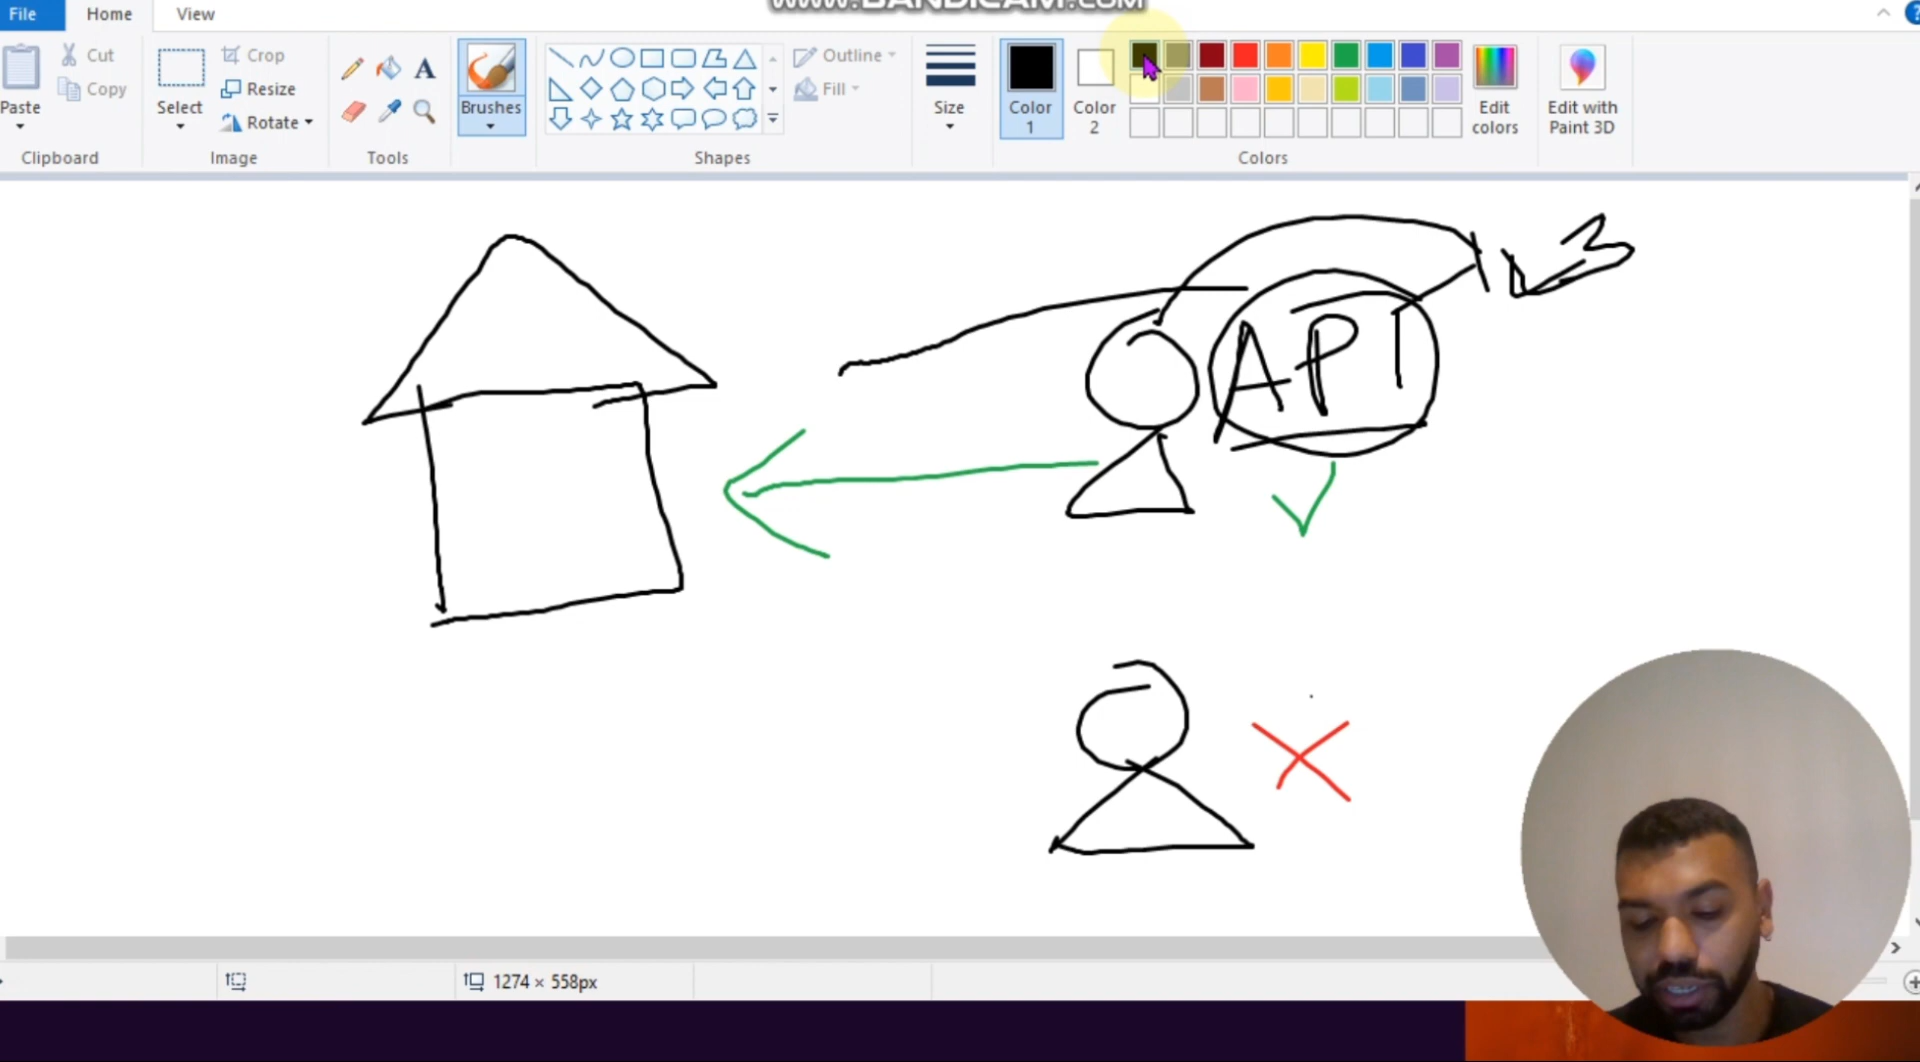 www.BANDICAM.com
File Home View
Paste
Cut
Copy
Clipboard
Select
Crop
Resize
Rotate
Image
Tools
Brushes
Shapes
Outline
Fill
Size
Color 1
Color 2
Colors
Edit colors
Edit with Paint 3D
API
1274 × 558px